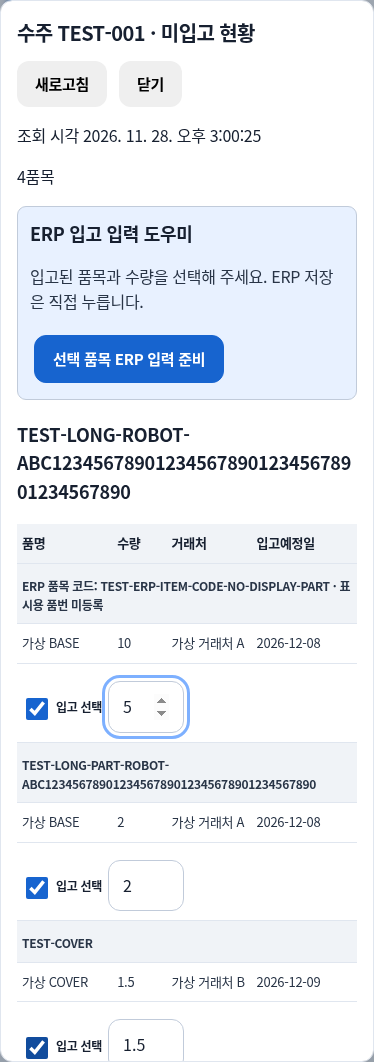 수주 TEST-001 · 미입고 현황
새로고침 닫기
조회 시각 2026. 11. 28. 오후 3:00:25
4품목
ERP 입고 입력 도우미
입고된 품목과 수량을 선택해 주세요. ERP 저장
은 직접 누릅니다.
선택 품목 ERP 입력 준비
TEST-LONG-ROBOT-
ABC1234567890123456789012345678​9
01234567890
품명 수량 거래처 입고예정일
ERP 품목 코드: TEST-ERP-ITEM-CODE-NO-DISPLAY-PART · 표
시용 품번 미등록
가상 BASE 10 가상 거래처 A 2026-12-08
입고 선택 5
TEST-LONG-PART-ROBOT-
ABC1234567890123456789012345678901234567890
가상 BASE 2 가상 거래처 A 2026-12-08
입고 선택 2
TEST-COVER
가상 COVER 1.5 가상 거래처 B 2026-12-09
입고 선택 1.5